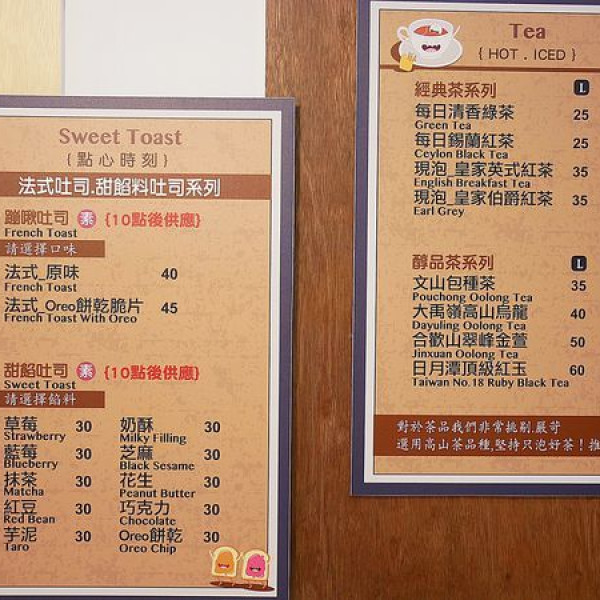 Sweet Toast
{點心時刻}
法式吐司.甜餡料吐司系列
蹦啾吐司 素 {10點後供應}
French Toast
請選擇口味
法式_原味 40
French Toast
法式_Oreo餅乾脆片 45
French Toast With Oreo
甜餡吐司 素 {10點後供應}
Sweet Toast
請選擇餡料
草莓 30 奶酥 30
Strawberry Milky Filling
藍莓 30 芝麻 30
Blueberry Black Sesame
抹茶 30 花生 30
Matcha Peanut Butter
紅豆 30 巧克力 30
Red Bean Chocolate
芋泥 30 Oreo餅乾 30
Taro Oreo Chip
Tea
{ HOT . ICED }
經典茶系列 L
每日清香綠茶 25
Green Tea
每日錫蘭紅茶 25
Ceylon Black Tea
現泡_皇家英式紅茶 35
English Breakfast Tea
現泡_皇家伯爵紅茶 35
Earl Grey
醇品茶系列 L
文山包種茶 35
Pouchong Oolong Tea
大禹嶺高山烏龍 40
Dayuling Oolong Tea
合歡山翠峰金萱 50
Jinxuan Oolong Tea
日月潭頂級紅玉 60
Taiwan No.18 Ruby Black Tea
對於茶品我們非常挑剔.嚴苛
選用高山茶品種,堅持只泡好茶！推